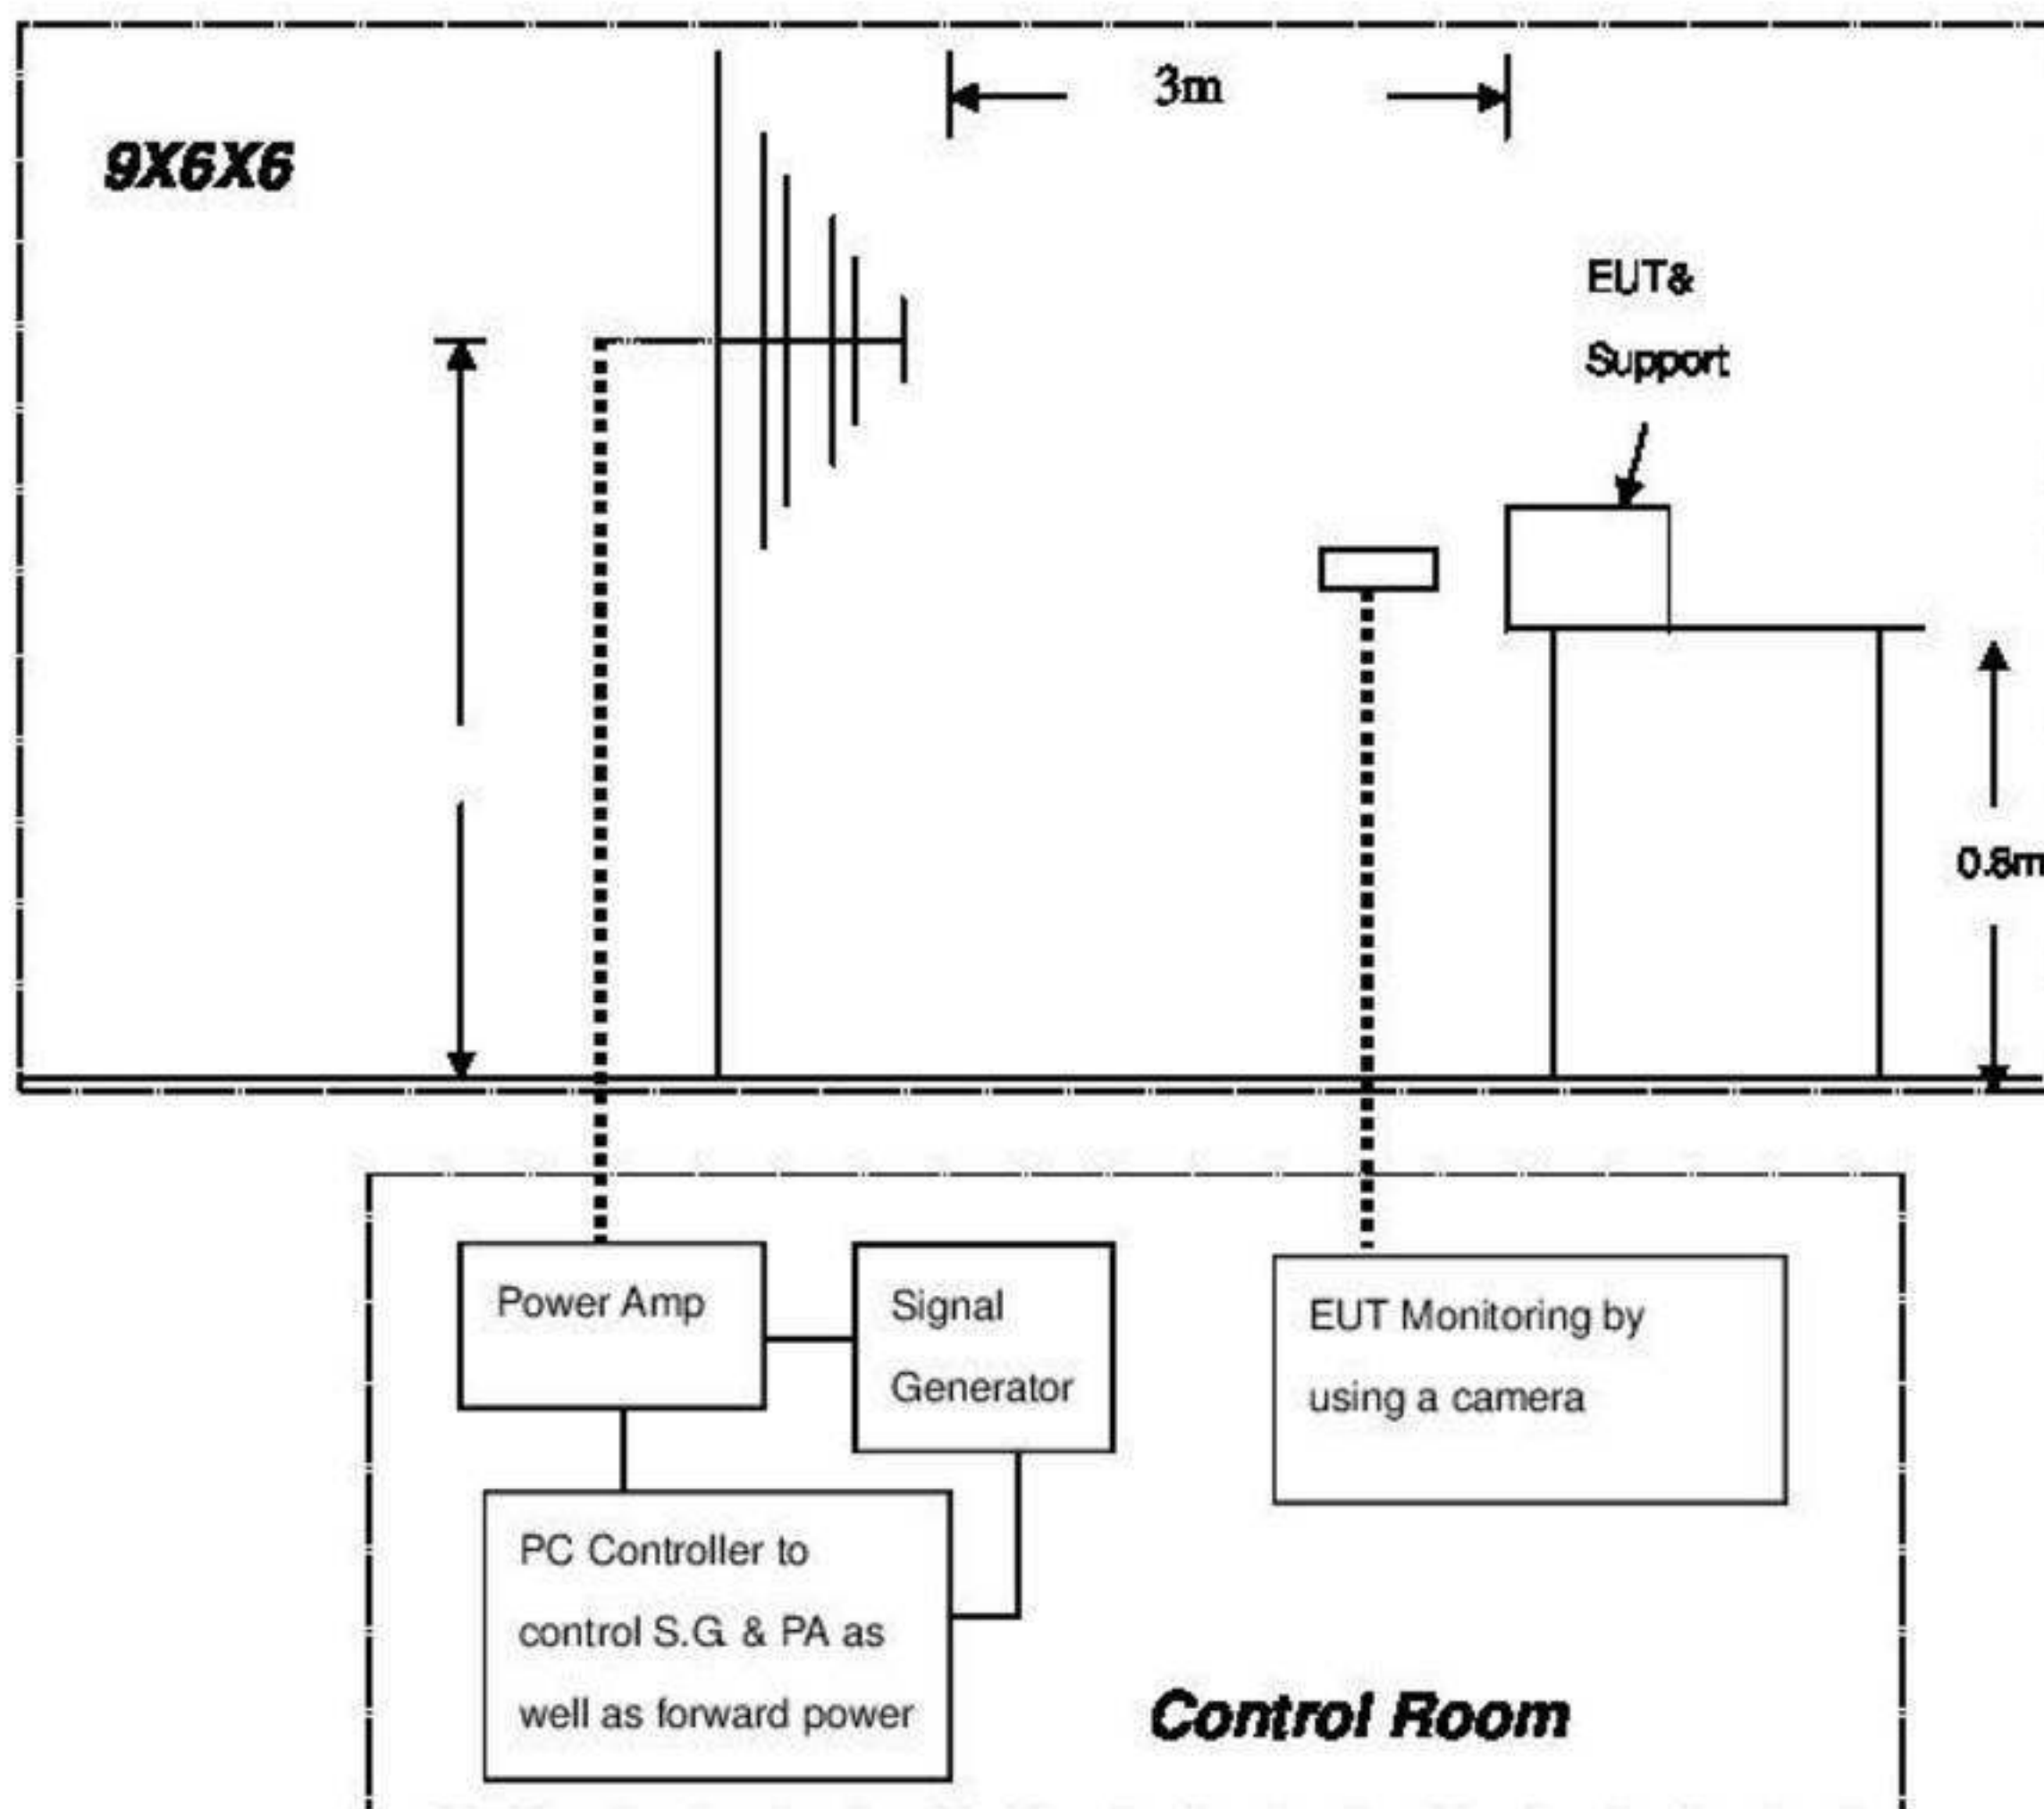 3m
9X6X6
EUT&
Support
0.8m
Power Amp
Signal
Generator
EUT Monitoring by
using a camera
PC Controller to
control S.G. & PA as
well as forward power
Control Room